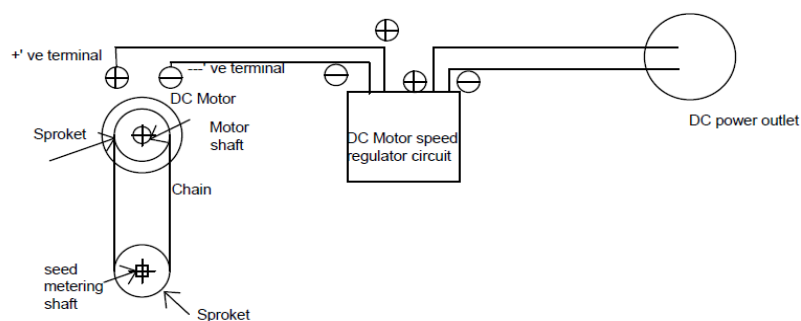 +' ve terminal
---' ve terminal
DC Motor
DC power outlet
Sproket
Motor
shaft
DC Motor speed
regulator circuit
Chain
seed
metering
shaft
Sproket